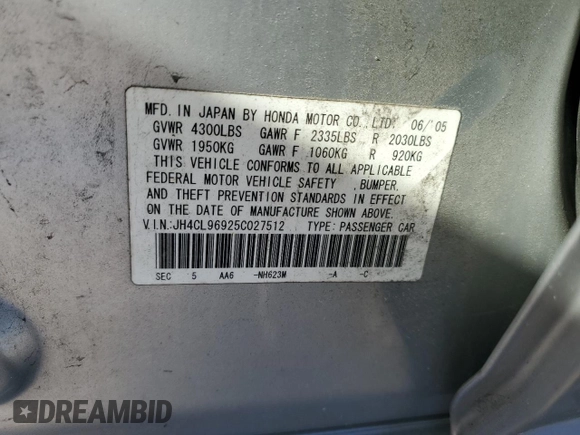 MFD. IN JAPAN BY HONDA MOTOR CO., LTD. 06/'05
GVWR 4300LBS GAWR F 2335LBS R 2030LBS
GVWR 1950KG GAWR F 1060KG R 920KG
THIS VEHICLE CONFORMS TO ALL APPLICABLE
FEDERAL MOTOR VEHICLE SAFETY , BUMPER,
AND THEFT PREVENTION STANDARDS IN EFFECT
ON THE DATE OF MANUFACTURE SHOWN ABOVE.
V.I.N.:JH4CL96925C027512 TYPE: PASSENGER CAR
SEC 5 AA6 -NH623M -A -C
DREAMBID